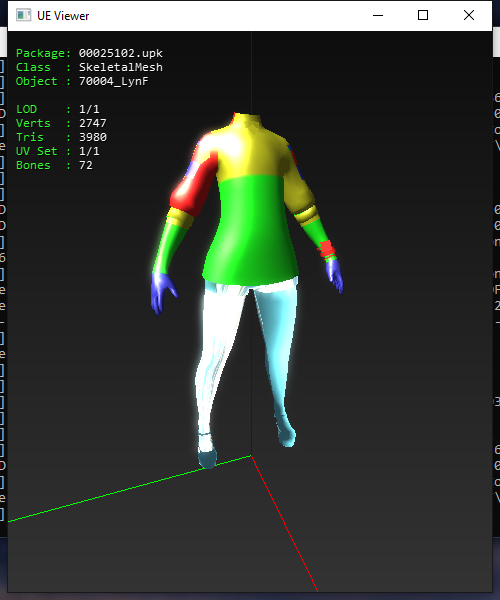 UE Viewer
Package: 00025102.upk
Class  : SkeletalMesh
Object : 70004_LynF
LOD    : 1/1
Verts  : 2747
Tris   : 3980
UV Set : 1/1
Bones  : 72